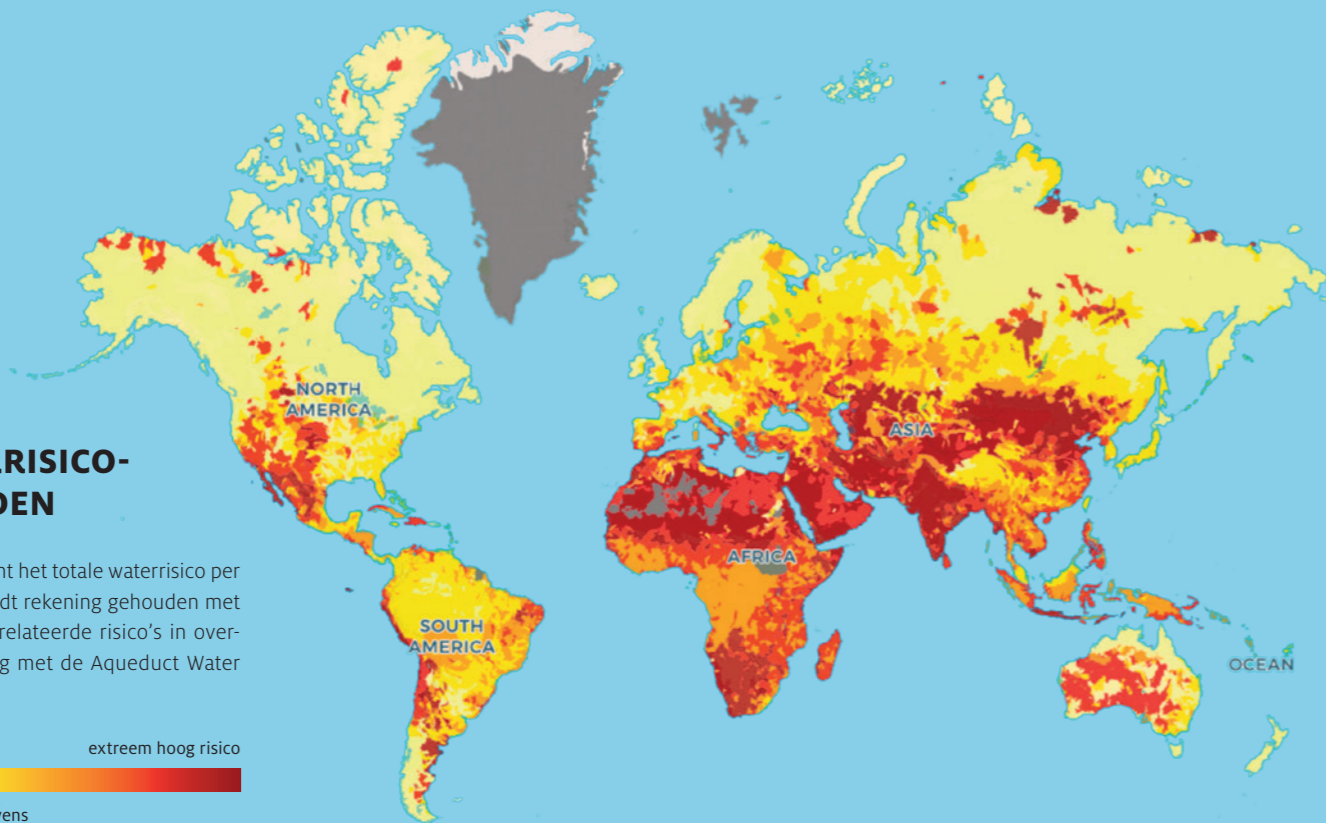 RISICO-
DEN
nt het totale waterrisico per
dt rekening gehouden met
relateerde risico's in over-
g met de Aqueduct Water
extreem hoog risico
vens
NORTH
AMERICA
SOUTH
AMERICA
AFRICA
ASIA
OCEAN